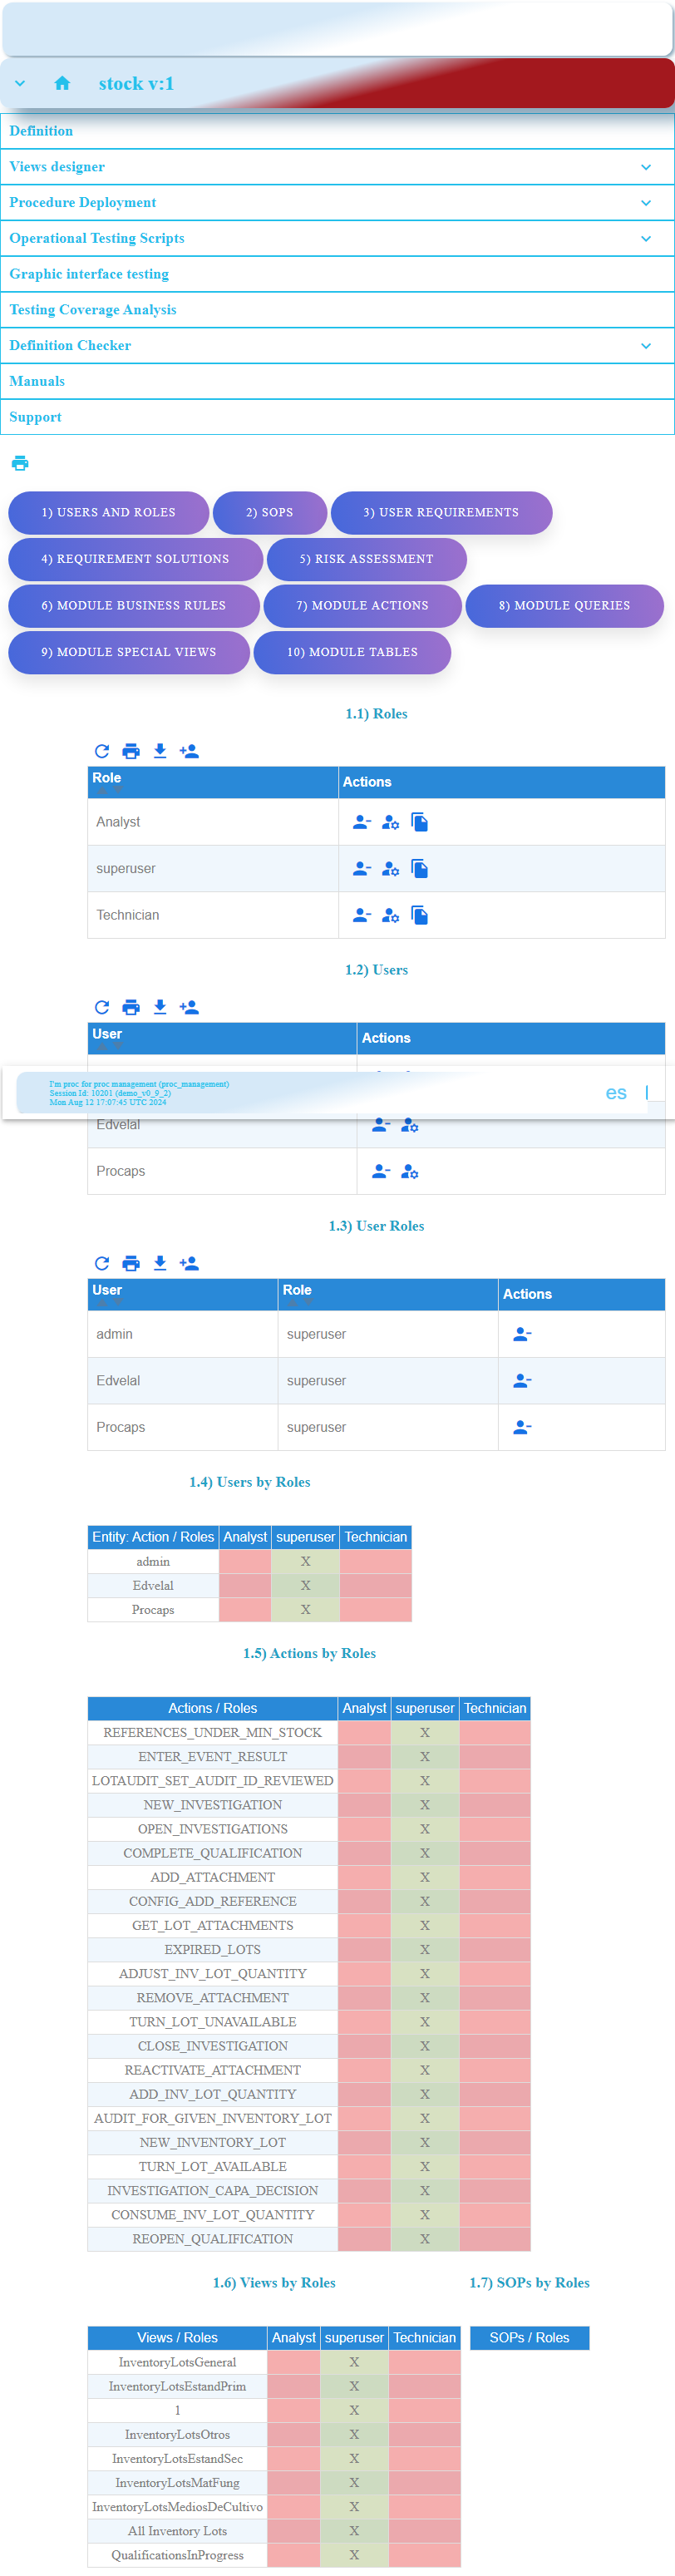 stock v:1
Definition
Views designer
Procedure Deployment
Operational Testing Scripts
Graphic interface testing
Testing Coverage Analysis
Definition Checker
Manuals
Support
1) USERS AND ROLES 2) SOPS 3) USER REQUIREMENTS
4) REQUIREMENT SOLUTIONS 5) RISK ASSESSMENT
6) MODULE BUSINESS RULES 7) MODULE ACTIONS 8) MODULE QUERIES
9) MODULE SPECIAL VIEWS 10) MODULE TABLES
1.1) Roles
Role Actions
Analyst
superuser
Technician
1.2) Users
User Actions
I'm proc for proc management (proc_management)
Session Id: 10201 (demo_v0_9_2)
Mon Aug 12 17:07:45 UTC 2024
es
Edvelal
Procaps
1.3) User Roles
User Role Actions
admin superuser
Edvelal superuser
Procaps superuser
1.4) Users by Roles
Entity: Action / Roles Analyst superuser Technician
admin X
Edvelal X
Procaps X
1.5) Actions by Roles
Actions / Roles Analyst superuser Technician
REFERENCES_UNDER_MIN_STOCK X
ENTER_EVENT_RESULT X
LOTAUDIT_SET_AUDIT_ID_REVIEWED X
NEW_INVESTIGATION X
OPEN_INVESTIGATIONS X
COMPLETE_QUALIFICATION X
ADD_ATTACHMENT X
CONFIG_ADD_REFERENCE X
GET_LOT_ATTACHMENTS X
EXPIRED_LOTS X
ADJUST_INV_LOT_QUANTITY X
REMOVE_ATTACHMENT X
TURN_LOT_UNAVAILABLE X
CLOSE_INVESTIGATION X
REACTIVATE_ATTACHMENT X
ADD_INV_LOT_QUANTITY X
AUDIT_FOR_GIVEN_INVENTORY_LOT X
NEW_INVENTORY_LOT X
TURN_LOT_AVAILABLE X
INVESTIGATION_CAPA_DECISION X
CONSUME_INV_LOT_QUANTITY X
REOPEN_QUALIFICATION X
1.6) Views by Roles 1.7) SOPs by Roles
Views / Roles Analyst superuser Technician SOPs / Roles
InventoryLotsGeneral X
InventoryLotsEstandPrim X
1 X
InventoryLotsOtros X
InventoryLotsEstandSec X
InventoryLotsMatFung X
InventoryLotsMediosDeCultivo X
All Inventory Lots X
QualificationsInProgress X